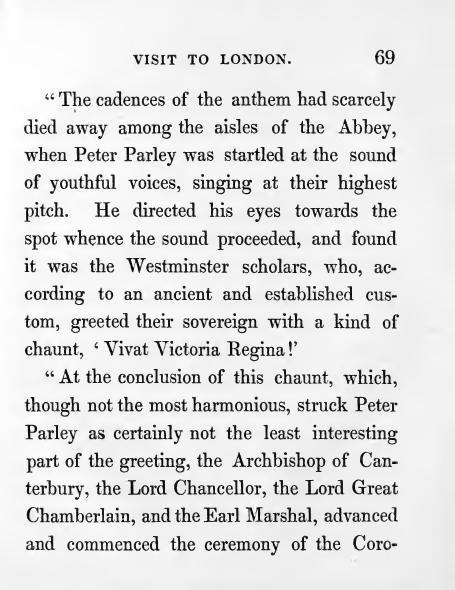 VISIT TO LONDON. 69
“ The cadences of the anthem had scarcely
died away among the aisles of the Abbey,
when Peter Parley was startled at the sound
of youthful voices, singing at their highest
pitch. He directed his eyes towards the
spot whence the sound proceeded, and found
it was the Westminster scholars, who, ac-
cording to an ancient and established cus-
tom, greeted their sovereign with a kind of
chaunt, ‘ Vivat Victoria Regina !’
“ At the conclusion of this chaunt, which,
though not the most harmonious, struck Peter
Parley as certainly not the least interesting
part of the greeting, the Archbishop of Can-
terbury, the Lord Chancellor, the Lord Great
Chamberlain, and the Earl Marshal, advanced
and commenced the ceremony of the Coro-